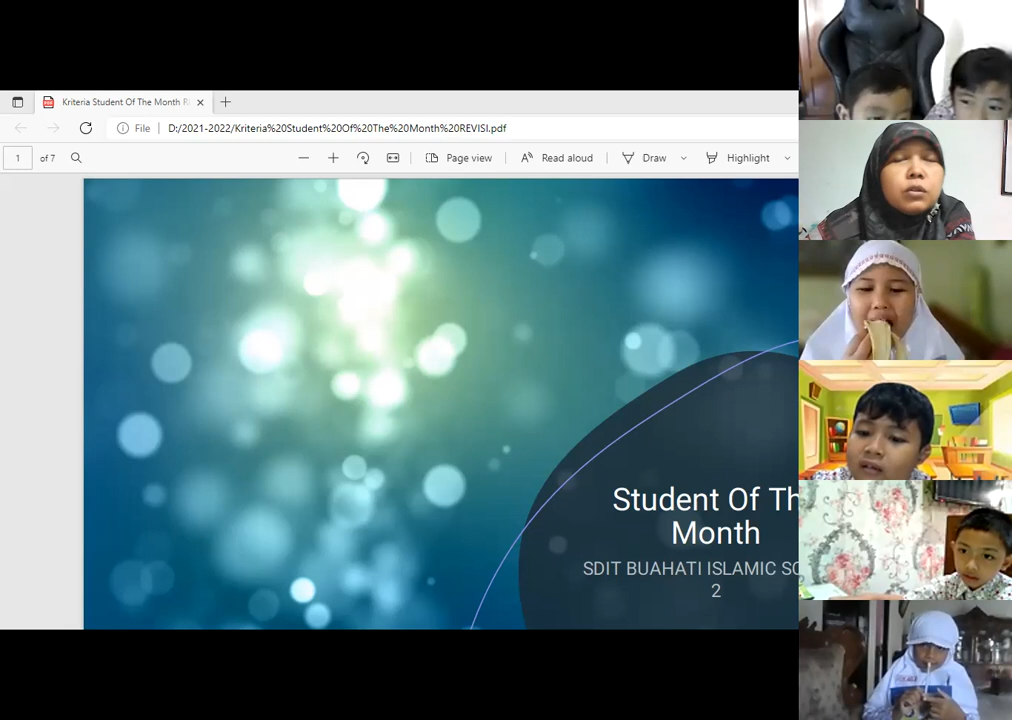 Kriteria Student Of The Month R
File
D:/2021-2022/Kriteria%20Student%20Of%20The%20Month%20REVISI.pdf
1 of 7
Page view
Read aloud
Draw
Highlight
Student Of Th
Month
SDIT BUAHATI ISLAMIC SC
2